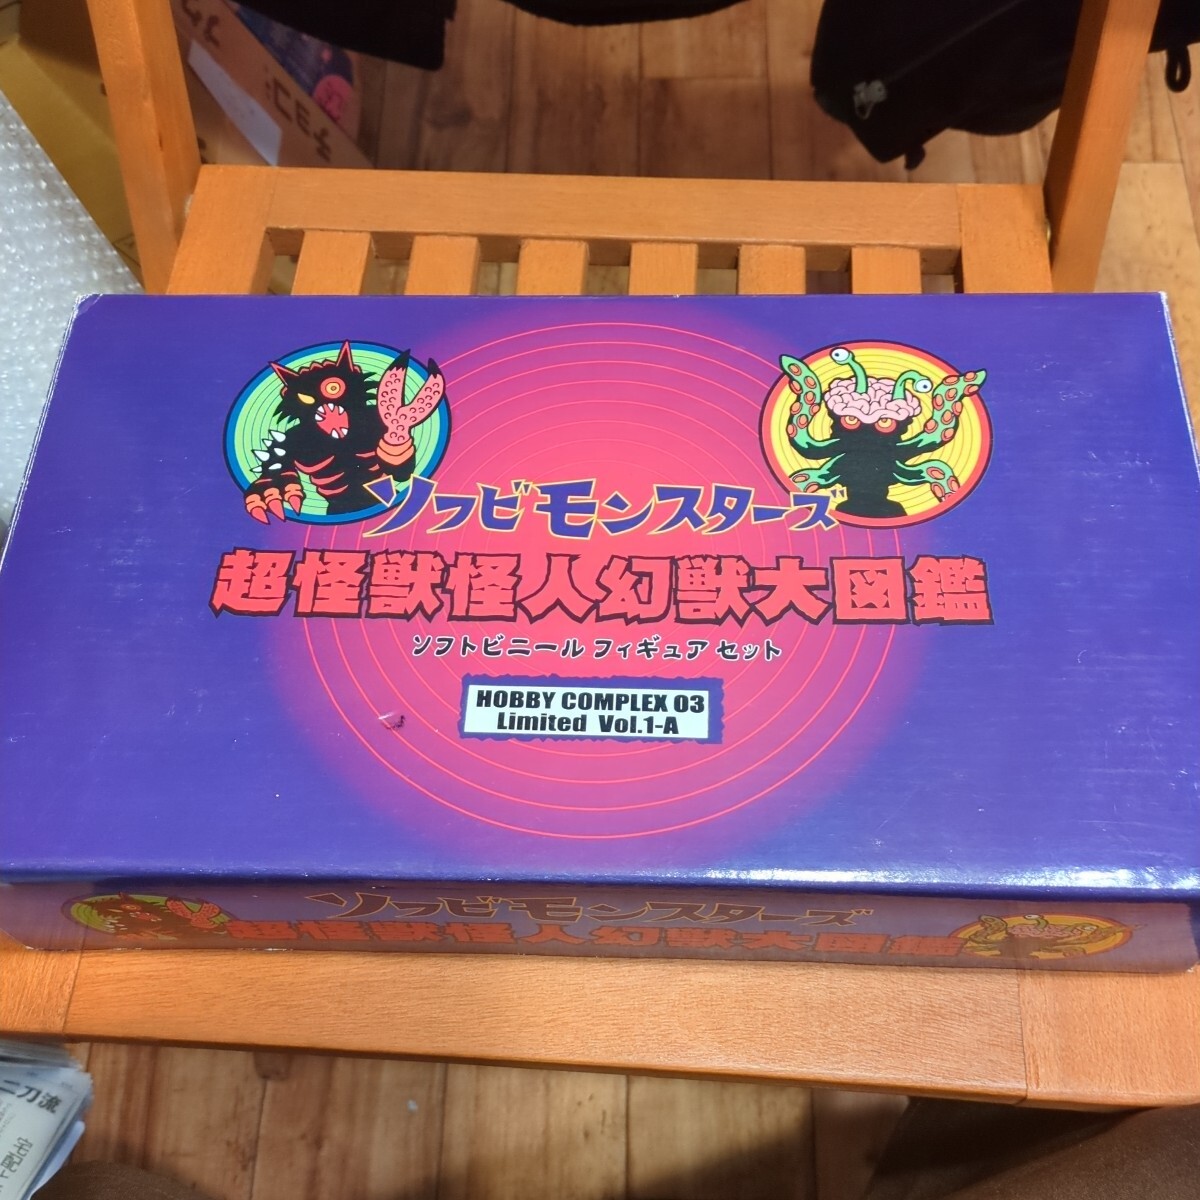 ソフビモンスターズ
超怪獣怪人幻獣大図鑑
ソフトビニール フィギュア セット
HOBBY COMPLEX 03
Limited Vol.1-A
ソフビモンスターズ
超怪獣怪人幻獣大図鑑
二刀流